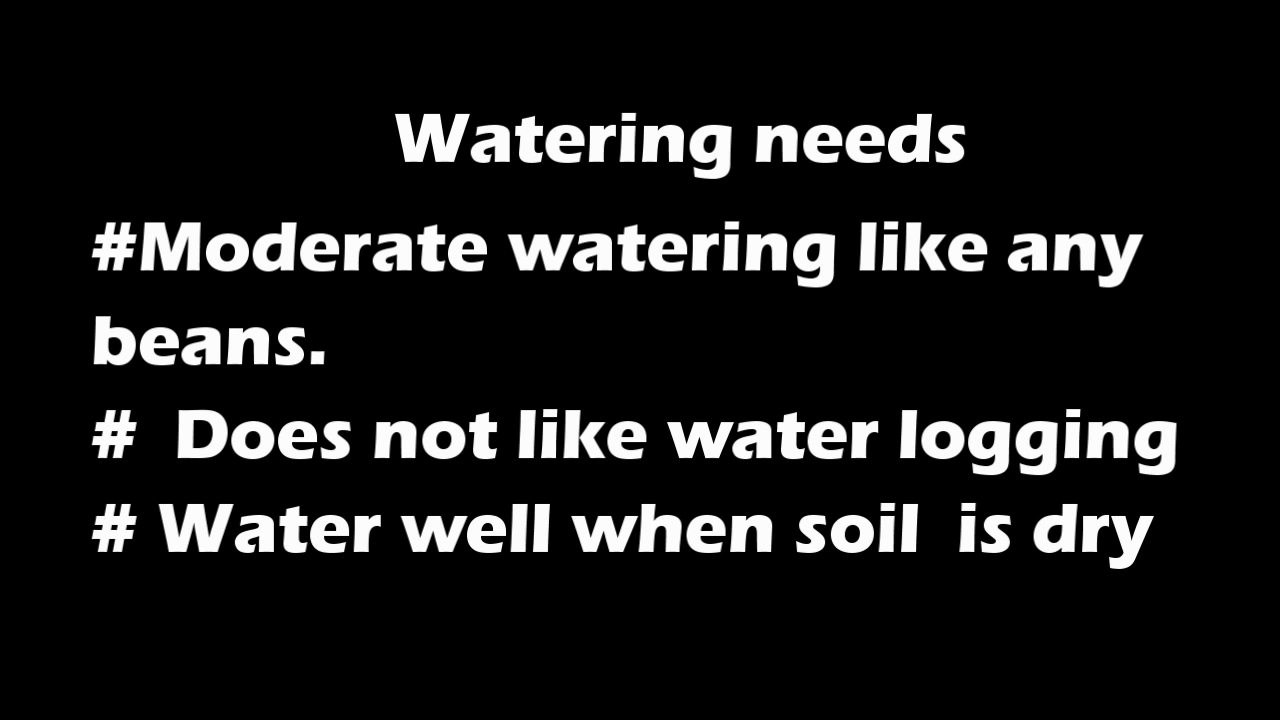 Watering needs
#Moderate watering like any
beans.
#  Does not like water logging
# Water well when soil  is dry